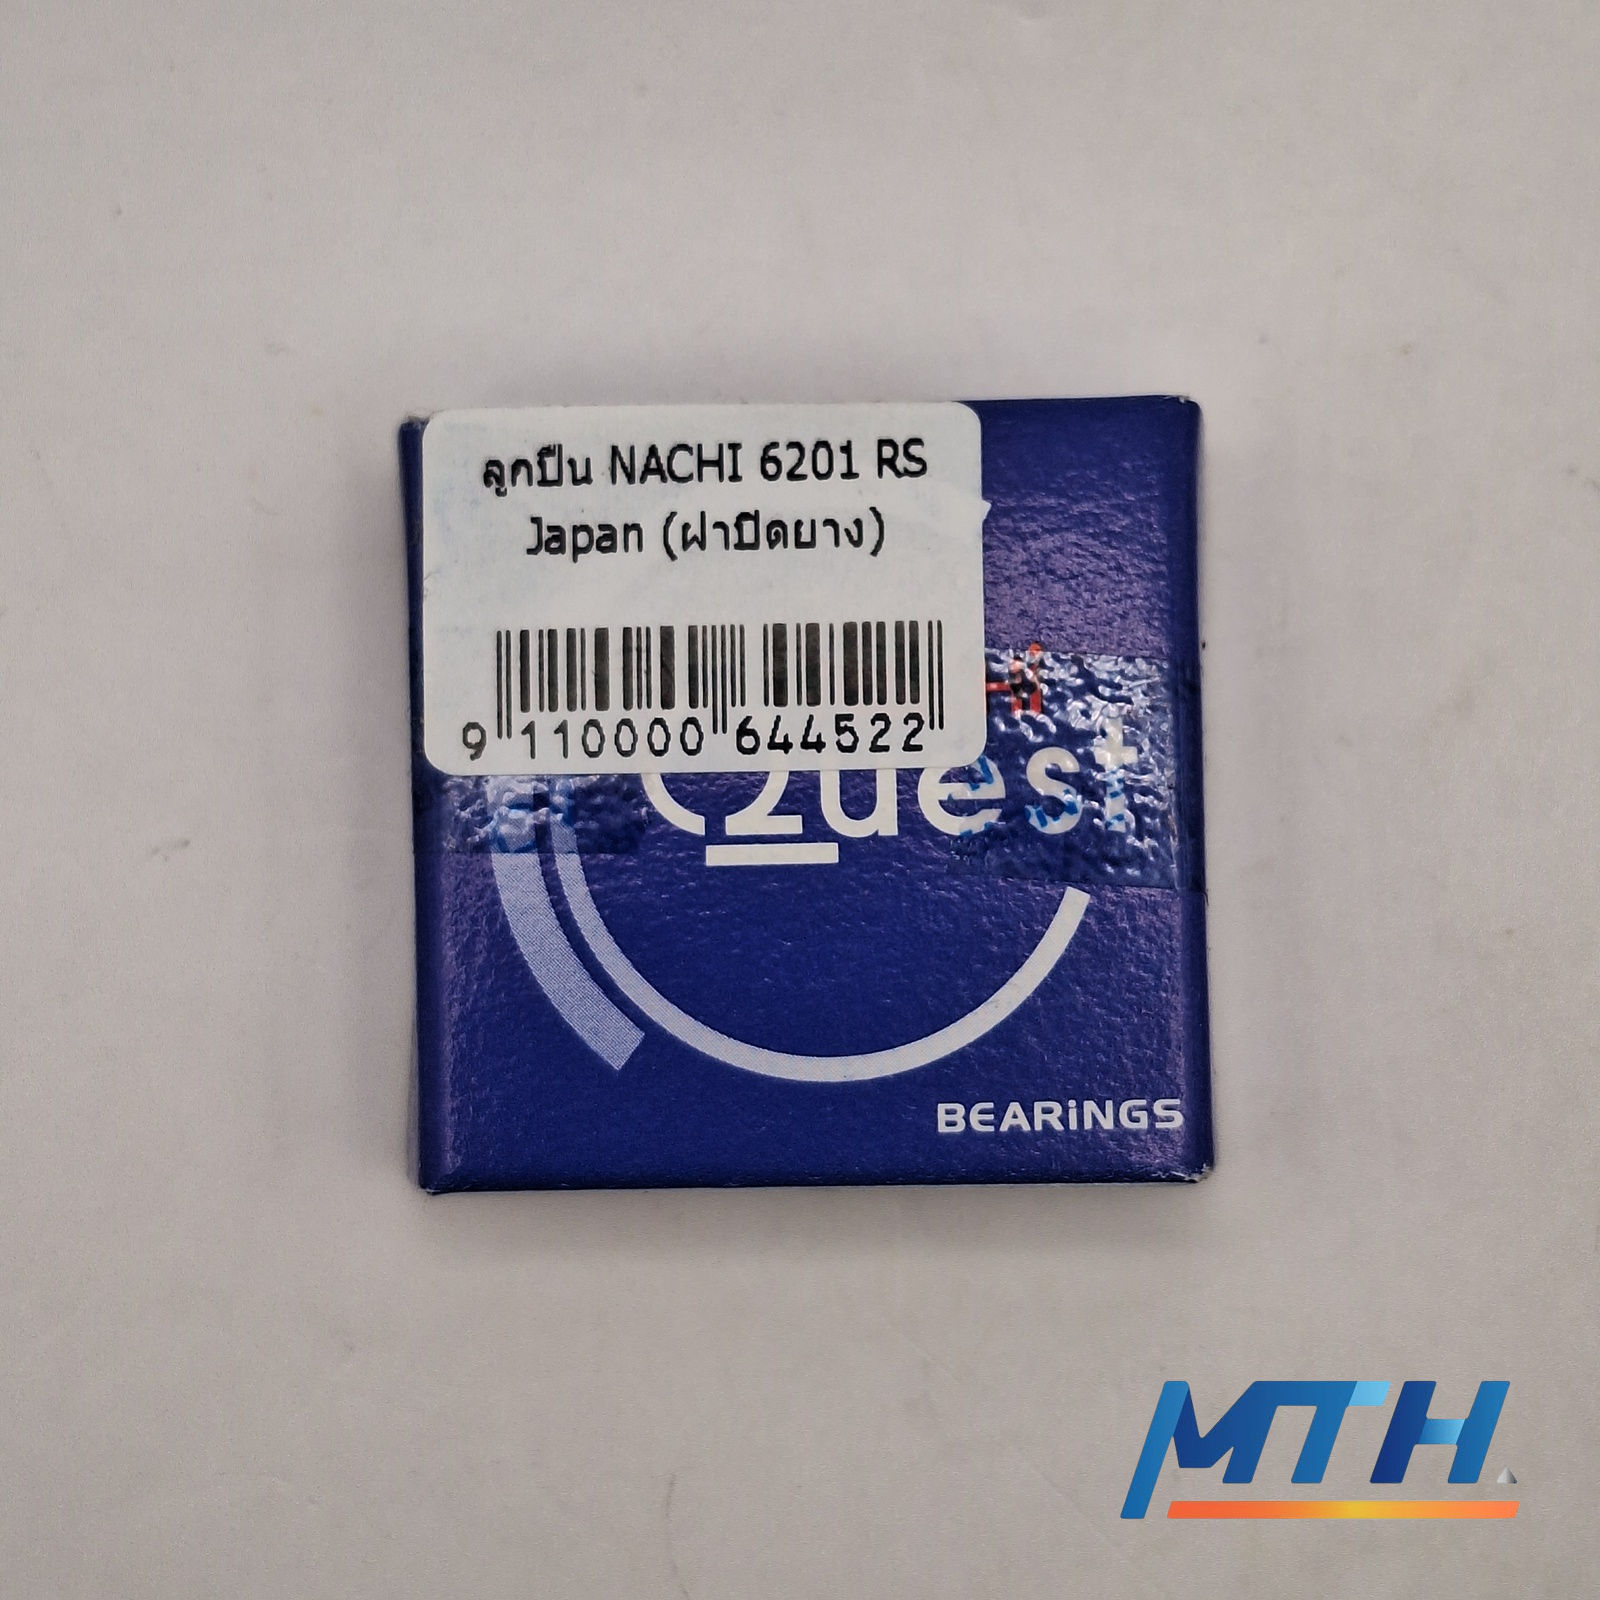 ลูกปืน NACHI 6201 RS
Japan (ฝาปิดยาง)
9 110000 644522
Quest
BEARiNGS
MTH